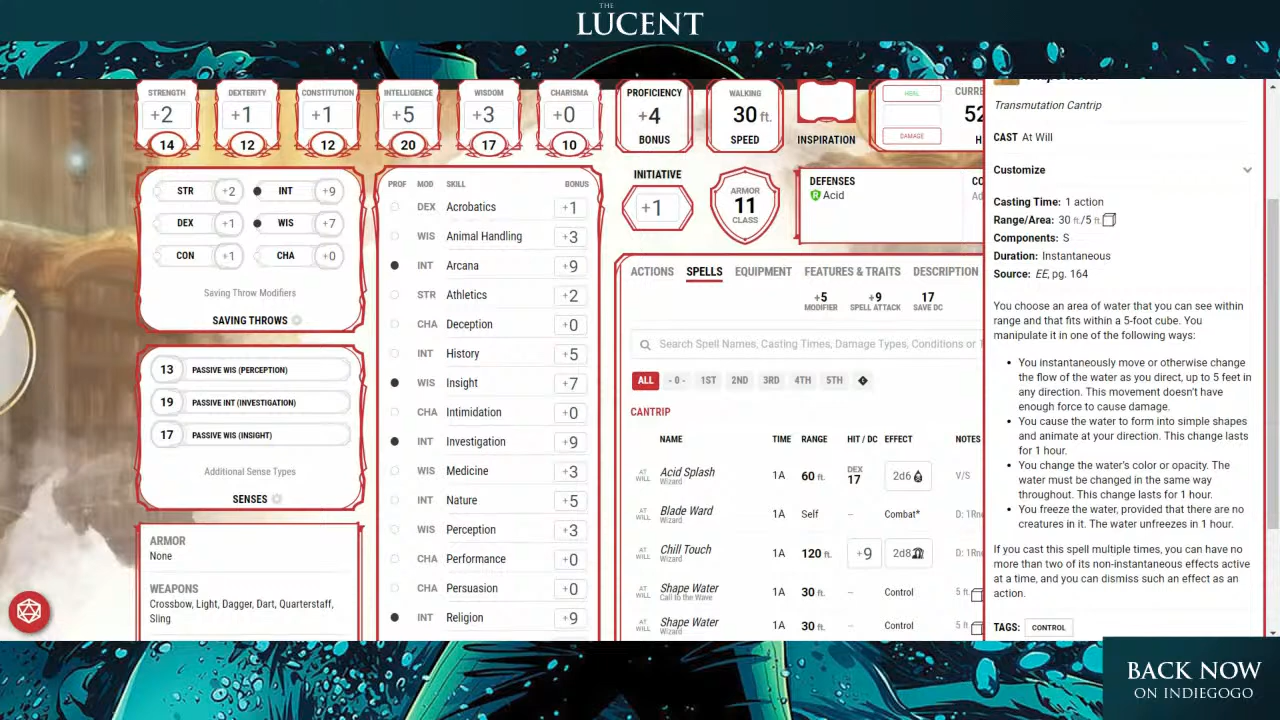 THE
LUCENT
STRENGTH
+2
14
DEXTERITY
+1
12
CONSTITUTION
+1
12
INTELLIGENCE
+5
20
WISDOM
+3
17
CHARISMA
+0
10
PROFICIENCY
+4
BONUS
WALKING
30 ft.
SPEED
INSPIRATION
HEAL
DAMAGE
CURRE
52
H
STR +2 INT +9
DEX +1 WIS +7
CON +1 CHA +0
Saving Throw Modifiers
SAVING THROWS
13 PASSIVE WIS (PERCEPTION)
19 PASSIVE INT (INVESTIGATION)
17 PASSIVE WIS (INSIGHT)
Additional Sense Types
SENSES
ARMOR
None
WEAPONS
Crossbow, Light, Dagger, Dart, Quarterstaff,
Sling
PROF MOD SKILL BONUS
DEX Acrobatics +1
WIS Animal Handling +3
INT Arcana +9
STR Athletics +2
CHA Deception +0
INT History +5
WIS Insight +7
CHA Intimidation +0
INT Investigation +9
WIS Medicine +3
INT Nature +5
WIS Perception +3
CHA Performance +0
CHA Persuasion +0
INT Religion +9
INITIATIVE
+1
ARMOR
11
CLASS
DEFENSES
R Acid
CO
Ad
ACTIONS SPELLS EQUIPMENT FEATURES & TRAITS DESCRIPTION
+5 +9 17
MODIFIER SPELL ATTACK SAVE DC
Search Spell Names, Casting Times, Damage Types, Conditions or T
ALL - 0 - 1ST 2ND 3RD 4TH 5TH
CANTRIP
NAME TIME RANGE HIT / DC EFFECT NOTES
AT WILL Acid Splash Wizard 1A 60 ft. DEX 17 2d6 V/S
AT WILL Blade Ward Wizard 1A Self -- Combat* D: 1Rn
AT WILL Chill Touch Wizard 1A 120 ft. +9 2d8 D: 1Rn
AT WILL Shape Water Call to the Wave 1A 30 ft. -- Control 5 ft.
AT WILL Shape Water Wizard 1A 30 ft. -- Control 5 ft.
Transmutation Cantrip
CAST At Will
Customize
Casting Time: 1 action
Range/Area: 30 ft./5 ft.
Components: S
Duration: Instantaneous
Source: EE, pg. 164
You choose an area of water that you can see within
range and that fits within a 5-foot cube. You
manipulate it in one of the following ways:
• You instantaneously move or otherwise change
the flow of the water as you direct, up to 5 feet in
any direction. This movement doesn't have
enough force to cause damage.
• You cause the water to form into simple shapes
and animate at your direction. This change lasts
for 1 hour.
• You change the water's color or opacity. The
water must be changed in the same way
throughout. This change lasts for 1 hour.
• You freeze the water, provided that there are no
creatures in it. The water unfreezes in 1 hour.
If you cast this spell multiple times, you can have no
more than two of its non-instantaneous effects active
at a time, and you can dismiss such an effect as an
action.
TAGS: CONTROL
BACK NOW
ON INDIEGOGO